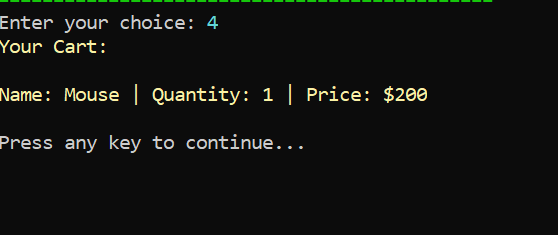 Enter your choice: 4
Your Cart:
Name: Mouse | Quantity: 1 | Price: $200
Press any key to continue...